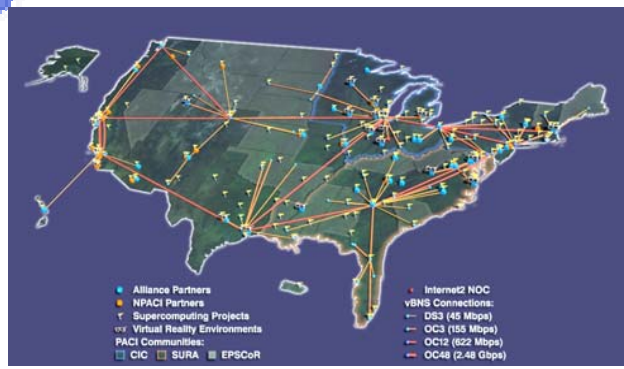 Alliance Partners
NPACI Partners
Supercomputing Projects
Virtual Reality Environments
PACI Communities:
CIC SURA EPSCoR
Internet2 NOC
vBNS Connections:
DS3 (45 Mbps)
OC3 (155 Mbps)
OC12 (622 Mbps)
OC48 (2.48 Gbps)